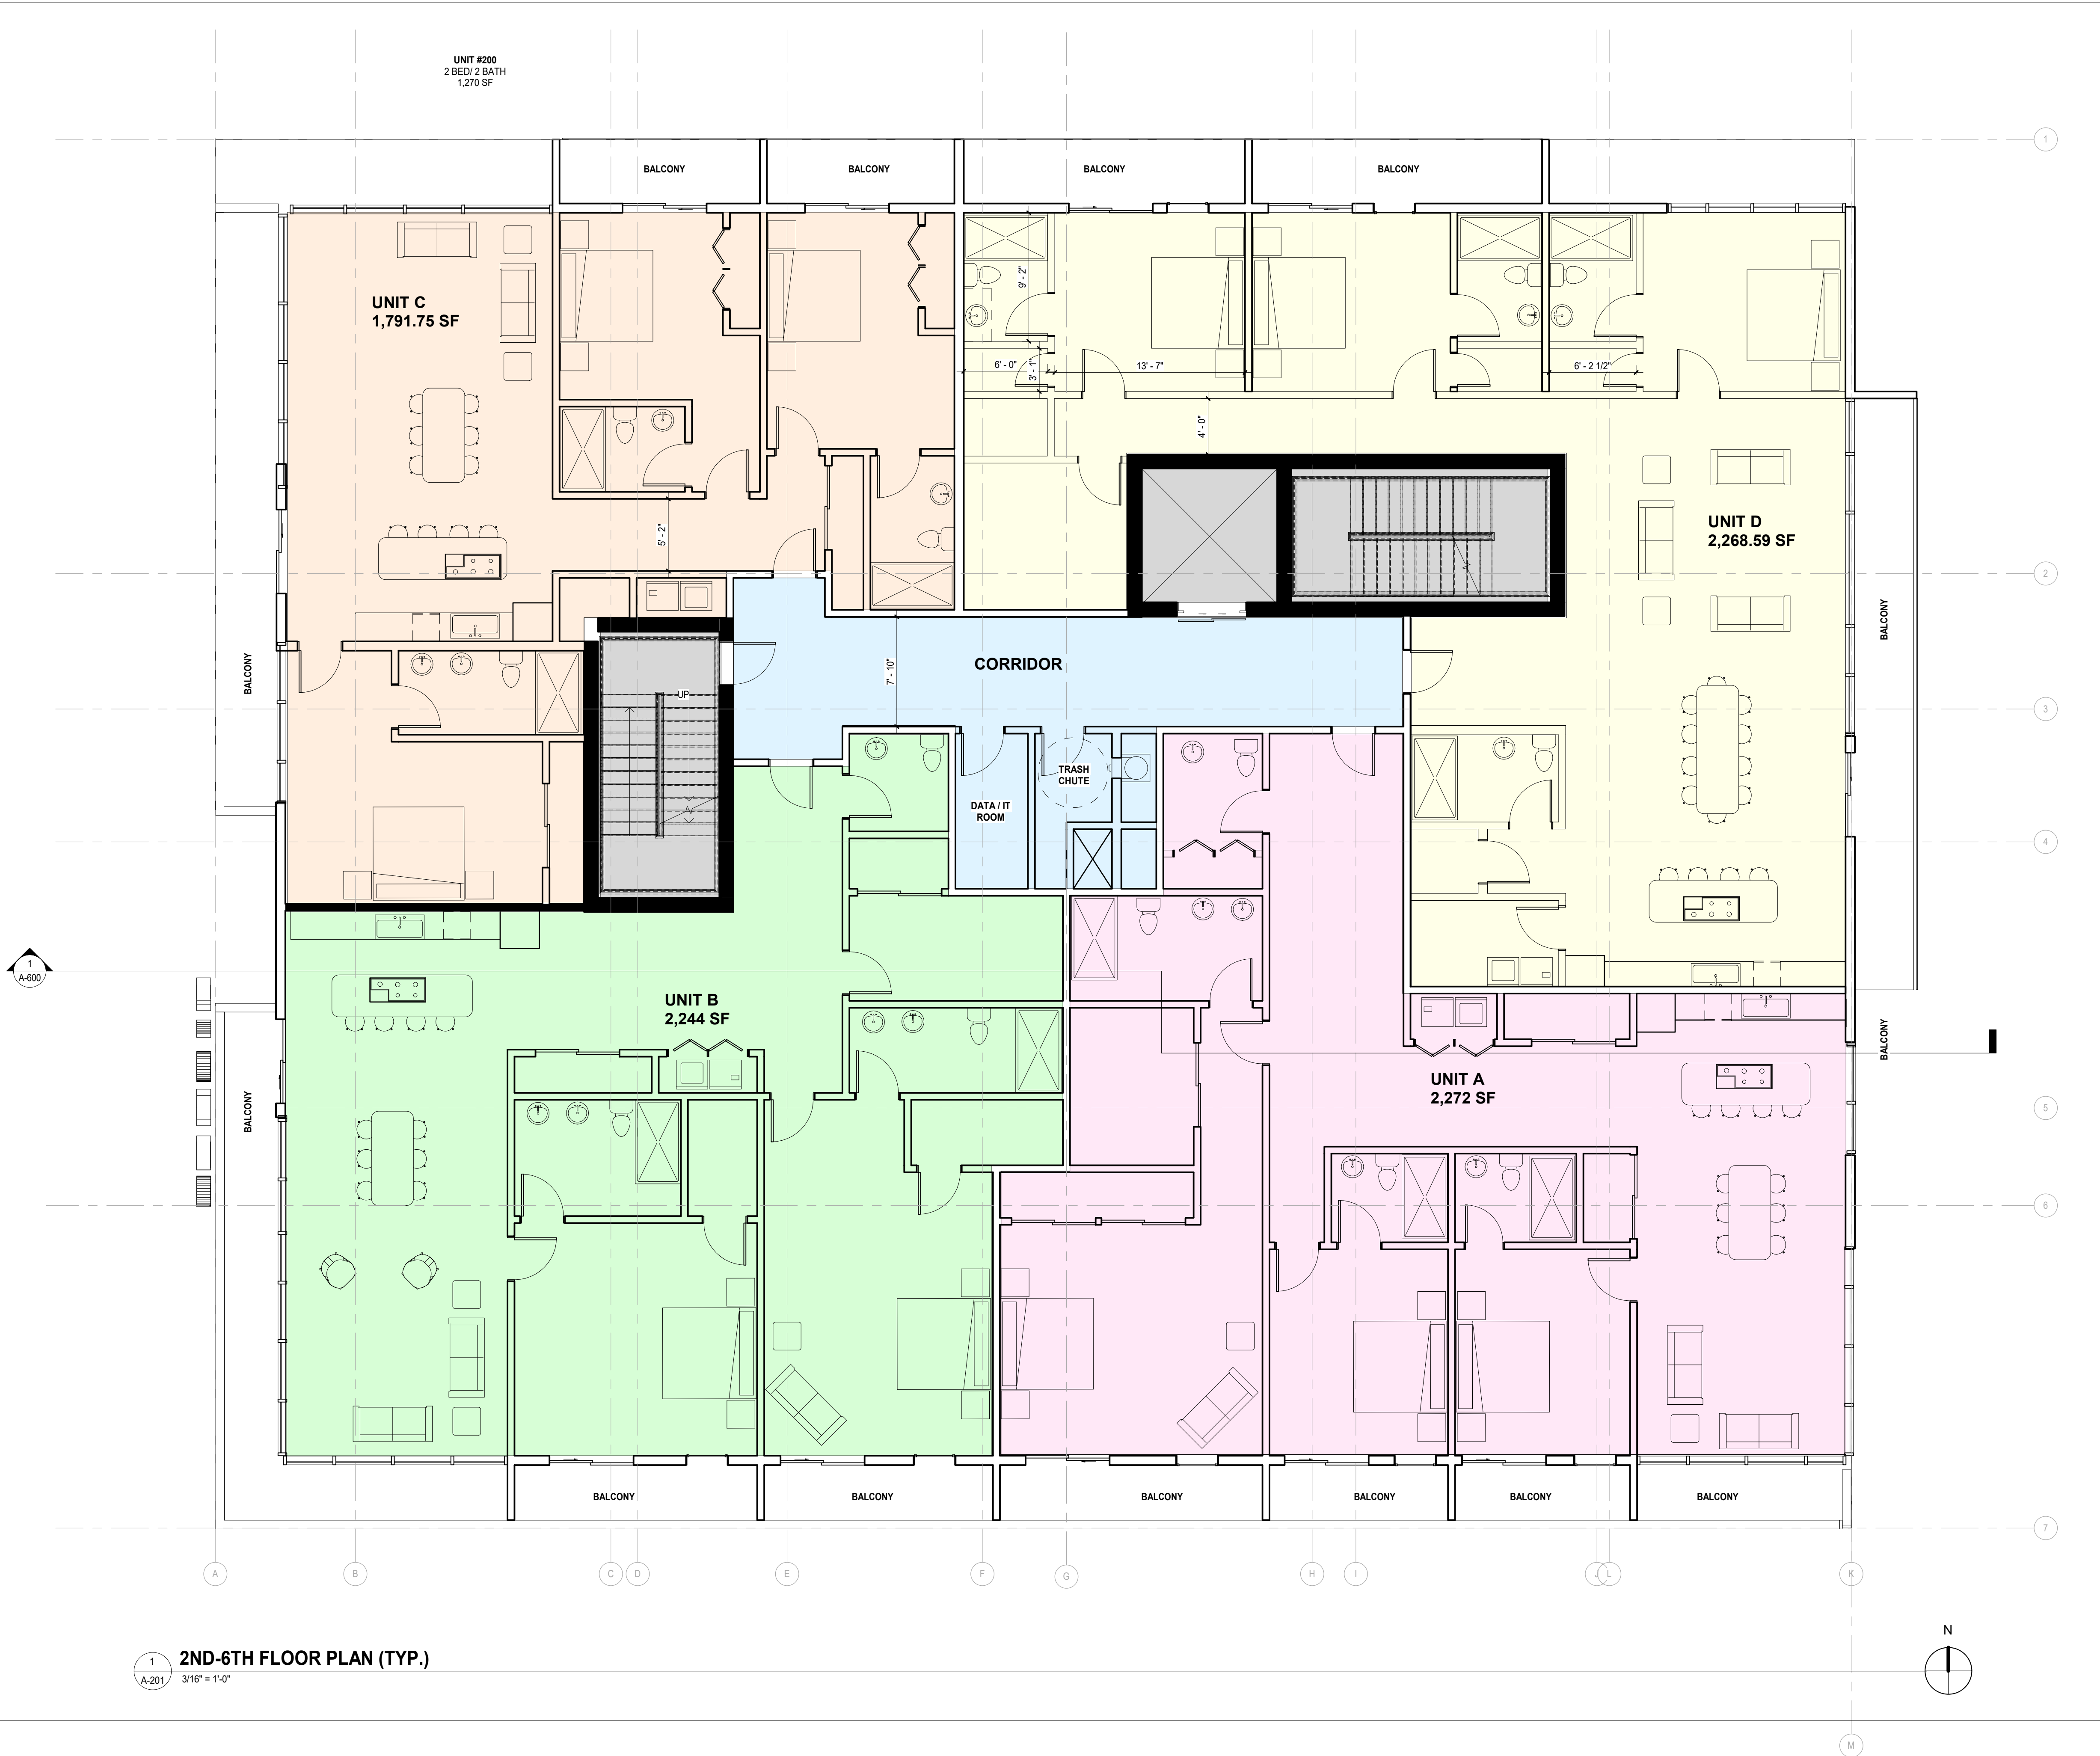 UNIT #200
2 BED/ 2 BATH
1,270 SF
1
BALCONY
BALCONY
BALCONY
BALCONY
UNIT C
1,791.75 SF
9' - 2"
6' - 0"
3' - 1"
13' - 7"
6' - 2 1/2"
4' - 0"
5' - 2"
UNIT D
2,268.59 SF
2
BALCONY
BALCONY
7' - 10"
CORRIDOR
UP
3
TRASH
CHUTE
DATA / IT
ROOM
4
1
A-600
UNIT B
2,244 SF
BALCONY
BALCONY
UNIT A
2,272 SF
5
6
BALCONY
BALCONY
BALCONY
BALCONY
BALCONY
BALCONY
7
A
B
C
D
E
F
G
H
I
J
L
K
1
A-201
2ND-6TH FLOOR PLAN (TYP.)
3/16" = 1'-0"
N
M